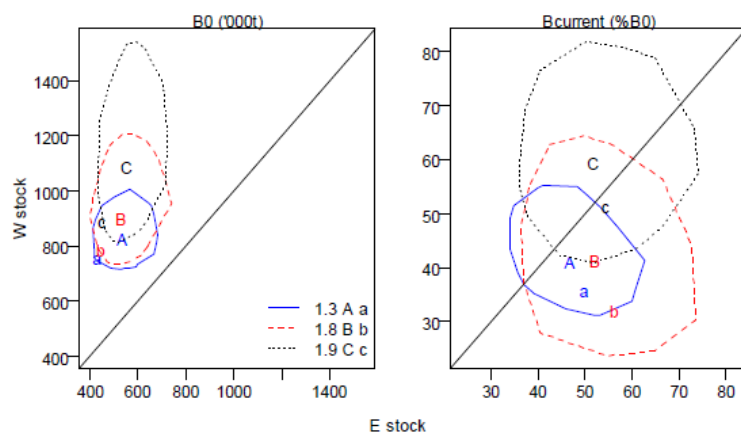 B0 ('000t)
Bcurrent (%B0)
W stock
1400
1200
1000
800
600
400
C
B
c
A
b
a
1.3 A a
1.8 B b
1.9 C c
400 600 800 1000 1400
80
70
60
50
40
30
C
c
A
B
a
b
30 40 50 60 70 80
E stock